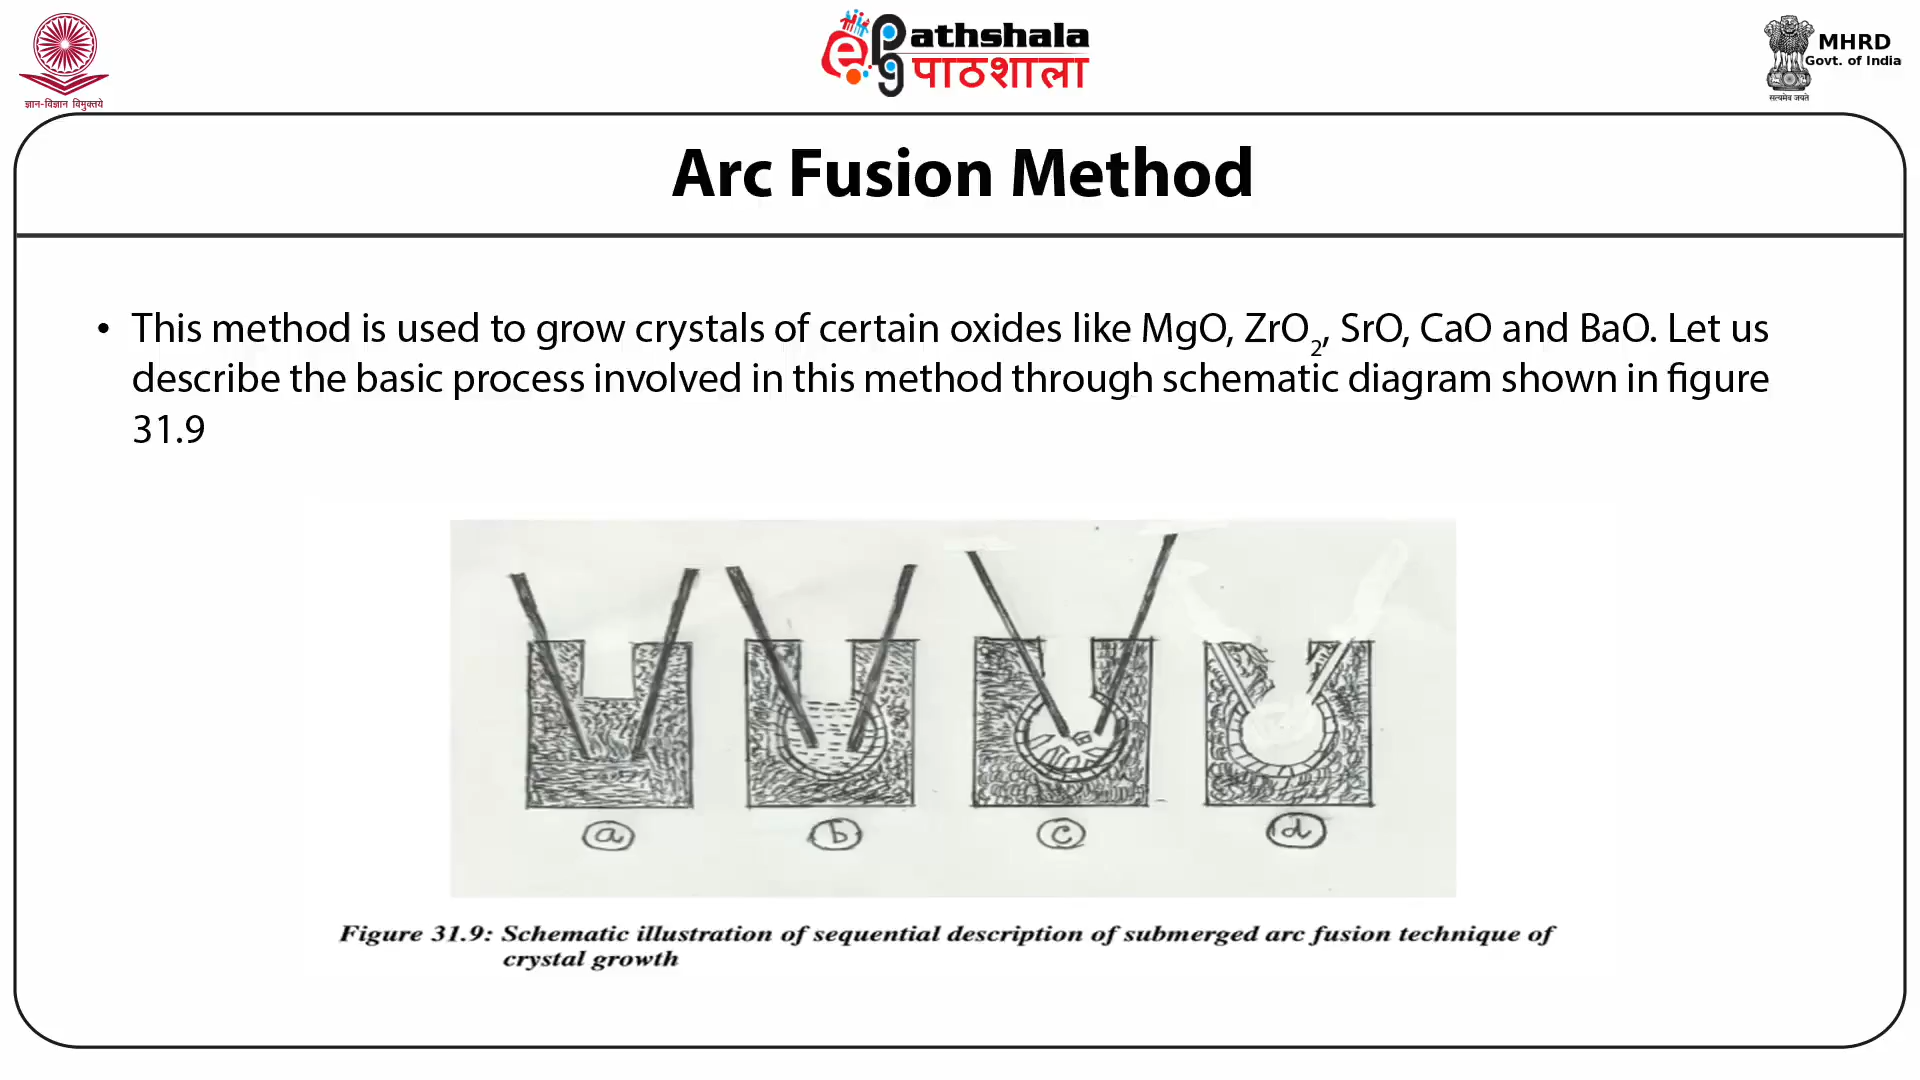 ज्ञान-विज्ञान विमुक्तये
ePathshala
पाठशाला
MHRD
Govt. of India
सत्यमेव जयते
Arc Fusion Method
• This method is used to grow crystals of certain oxides like MgO, ZrO₂, SrO, CaO and BaO. Let us
describe the basic process involved in this method through schematic diagram shown in figure
31.9
a b c d
Figure 31.9: Schematic illustration of sequential description of submerged arc fusion technique of
crystal growth